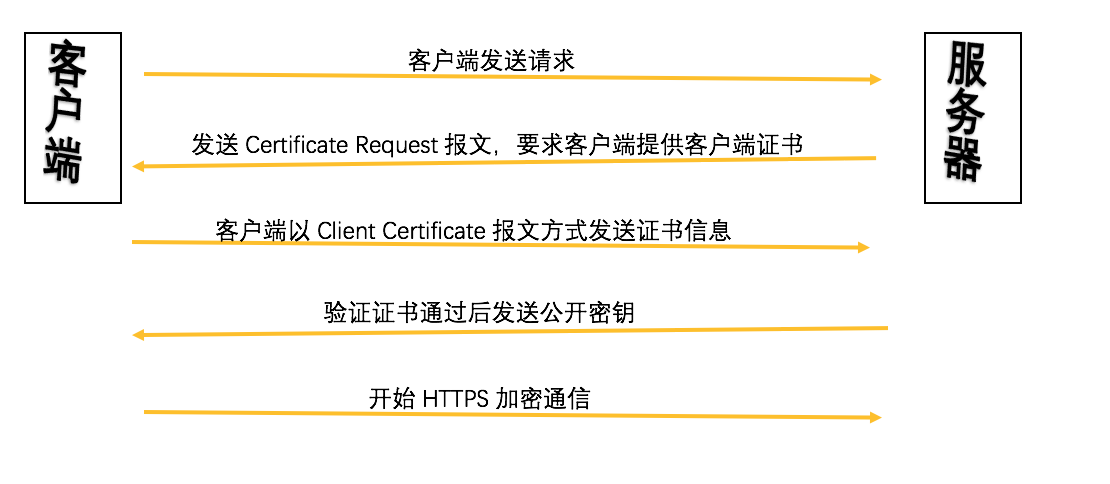 客户端
服务器
客户端发送请求
发送 Certificate Request 报文，要求客户端提供客户端证书
客户端以 Client Certificate 报文方式发送证书信息
验证证书通过后发送公开密钥
开始 HTTPS 加密通信